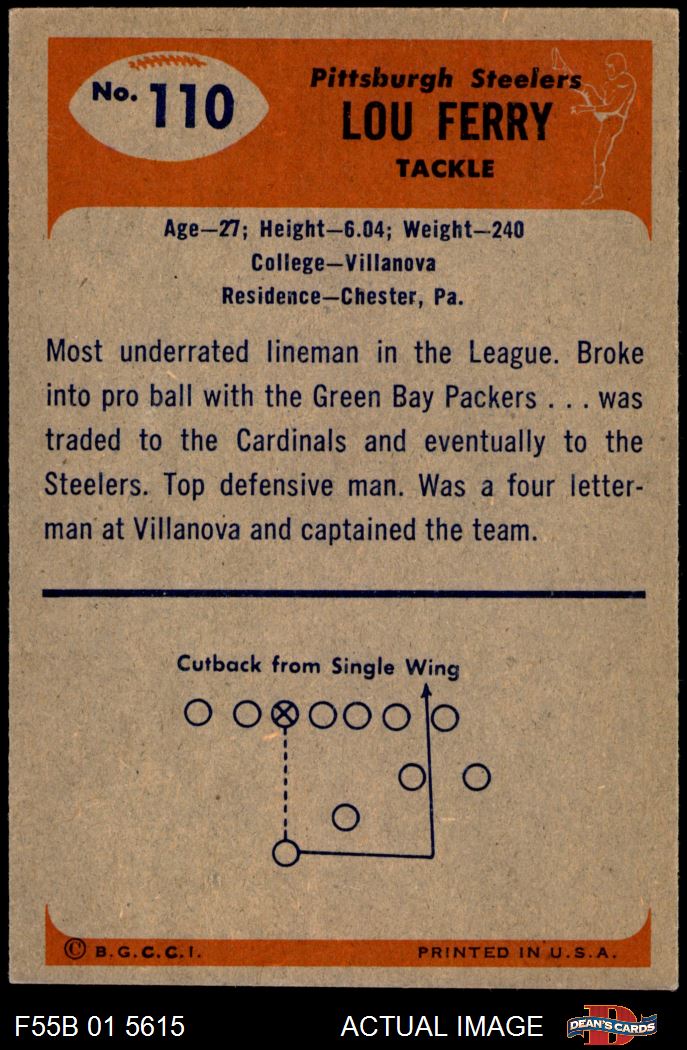 No. 110
Pittsburgh Steelers
LOU FERRY
TACKLE
Age—27; Height—6.04; Weight—240
College—Villanova
Residence—Chester, Pa.
Most underrated lineman in the League. Broke
into pro ball with the Green Bay Packers . . . was
traded to the Cardinals and eventually to the
Steelers. Top defensive man. Was a four letter-
man at Villanova and captained the team.
Cutback from Single Wing
© B.G.C.C.I.
PRINTED IN U.S.A.
F55B 01 5615
ACTUAL IMAGE
D
DEAN'S CARDS